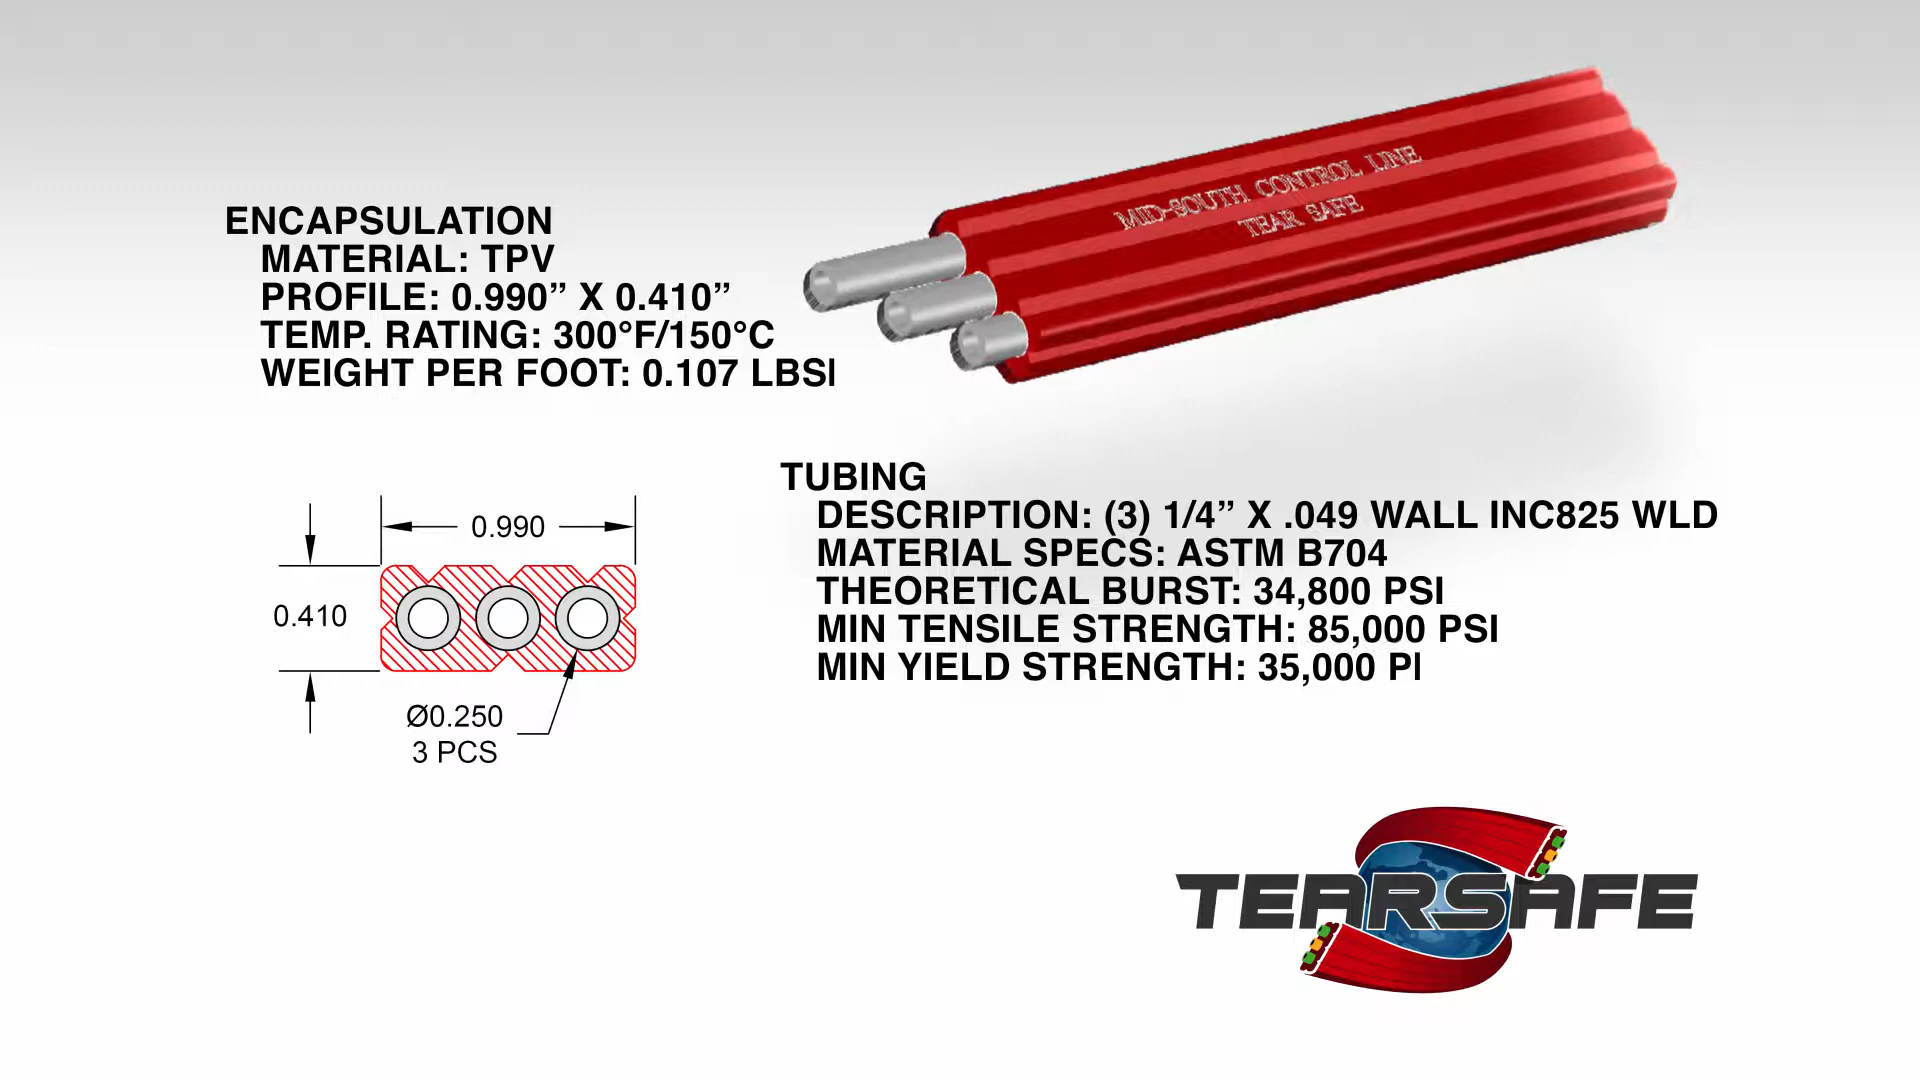 MID-SOUTH CONTROL LINE
TEAR SAFE
ENCAPSULATION
MATERIAL: TPV
PROFILE: 0.990” X 0.410”
TEMP. RATING: 300°F/150°C
WEIGHT PER FOOT: 0.107 LBS|
TUBING
DESCRIPTION: (3) 1/4” X .049 WALL INC825 WLD
MATERIAL SPECS: ASTM B704
THEORETICAL BURST: 34,800 PSI
MIN TENSILE STRENGTH: 85,000 PSI
MIN YIELD STRENGTH: 35,000 P|
0.990
0.410
Ø0.250
3 PCS
TEARSAFE